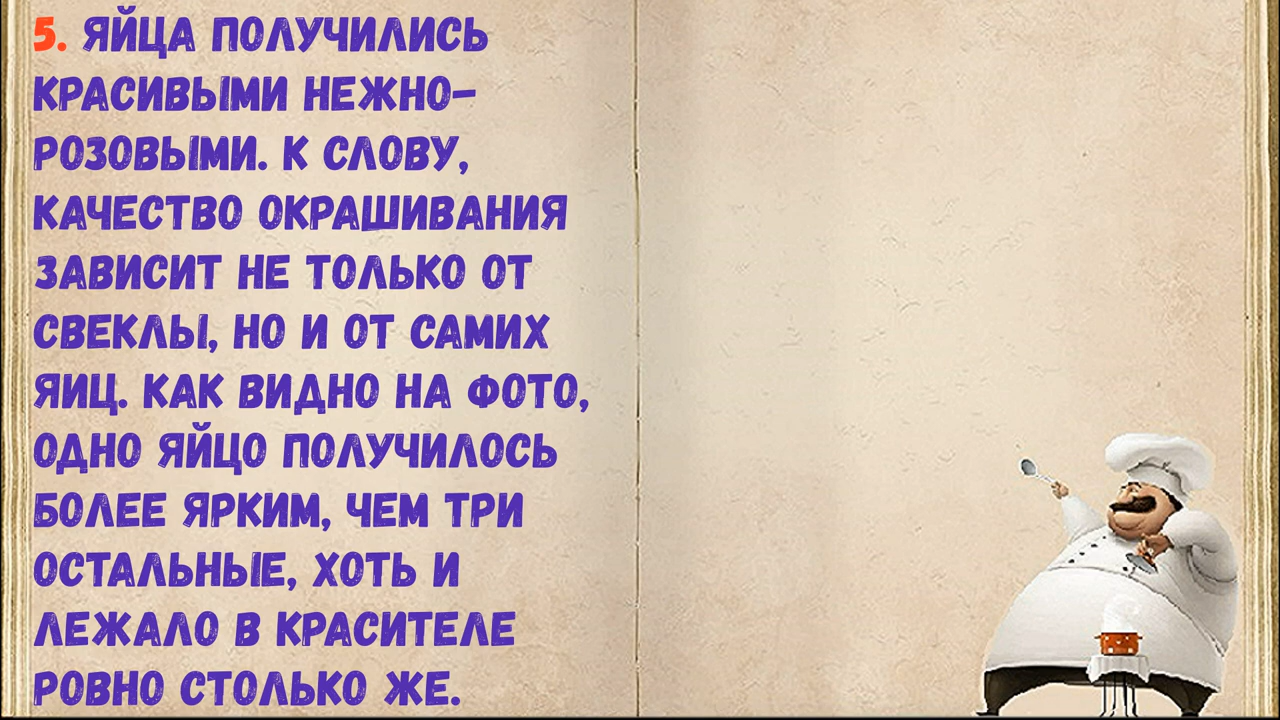 5. ЯЙЦА ПОЛУЧИЛИСЬ
КРАСИВЫМИ НЕЖНО-
РОЗОВЫМИ. К СЛОВУ,
КАЧЕСТВО ОКРАШИВАНИЯ
ЗАВИСИТ НЕ ТОЛЬКО ОТ
СВЕКЛЫ, НО И ОТ САМИХ
ЯИЦ. КАК ВИДНО НА ФОТО,
ОДНО ЯЙЦО ПОЛУЧИЛОСЬ
БОЛЕЕ ЯРКИМ, ЧЕМ ТРИ
ОСТАЛЬНЫЕ, ХОТЬ И
ЛЕЖАЛО В КРАСИТЕЛЕ
РОВНО СТОЛЬКО ЖЕ.